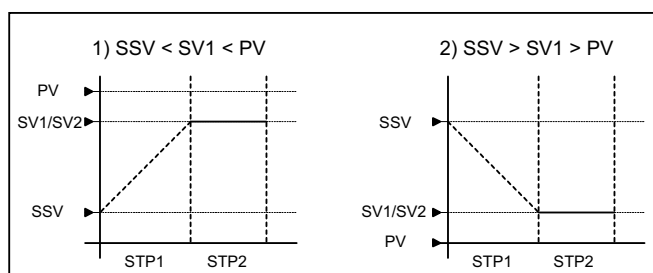 1) SSV < SV1 < PV
PV
SV1/SV2
SSV
STP1 STP2
2) SSV > SV1 > PV
SSV
SV1/SV2
PV
STP1 STP2